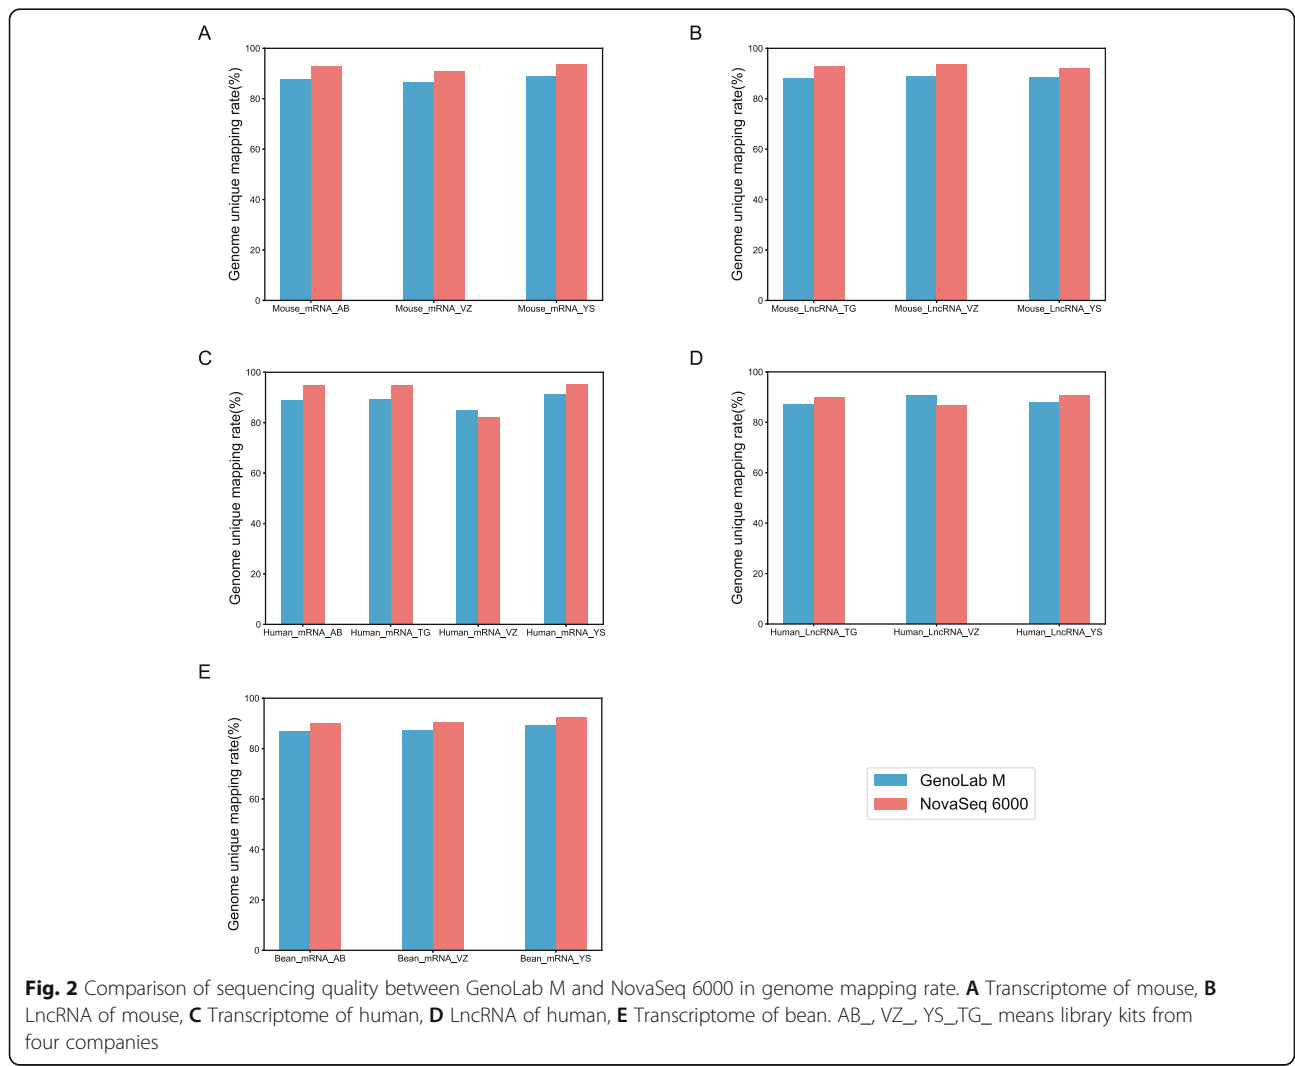 A
Genome unique mapping rate(%)
100
80
60
40
20
0
Mouse_mRNA_AB Mouse_mRNA_VZ Mouse_mRNA_YS
B
Genome unique mapping rate(%)
100
80
60
40
20
0
Mouse_LncRNA_TG Mouse_LncRNA_VZ Mouse_LncRNA_YS
C
Genome unique mapping rate(%)
100
80
60
40
20
0
Human_mRNA_AB Human_mRNA_TG Human_mRNA_VZ Human_mRNA_YS
D
Genome unique mapping rate(%)
100
80
60
40
20
0
Human_LncRNA_TG Human_LncRNA_VZ Human_LncRNA_YS
E
Genome unique mapping rate(%)
100
80
60
40
20
0
Bean_mRNA_AB Bean_mRNA_VZ Bean_mRNA_YS
GenoLab M
NovaSeq 6000
Fig. 2 Comparison of sequencing quality between GenoLab M and NovaSeq 6000 in genome mapping rate. A Transcriptome of mouse, B
LncRNA of mouse, C Transcriptome of human, D LncRNA of human, E Transcriptome of bean. AB_, VZ_, YS_,TG_ means library kits from
four companies